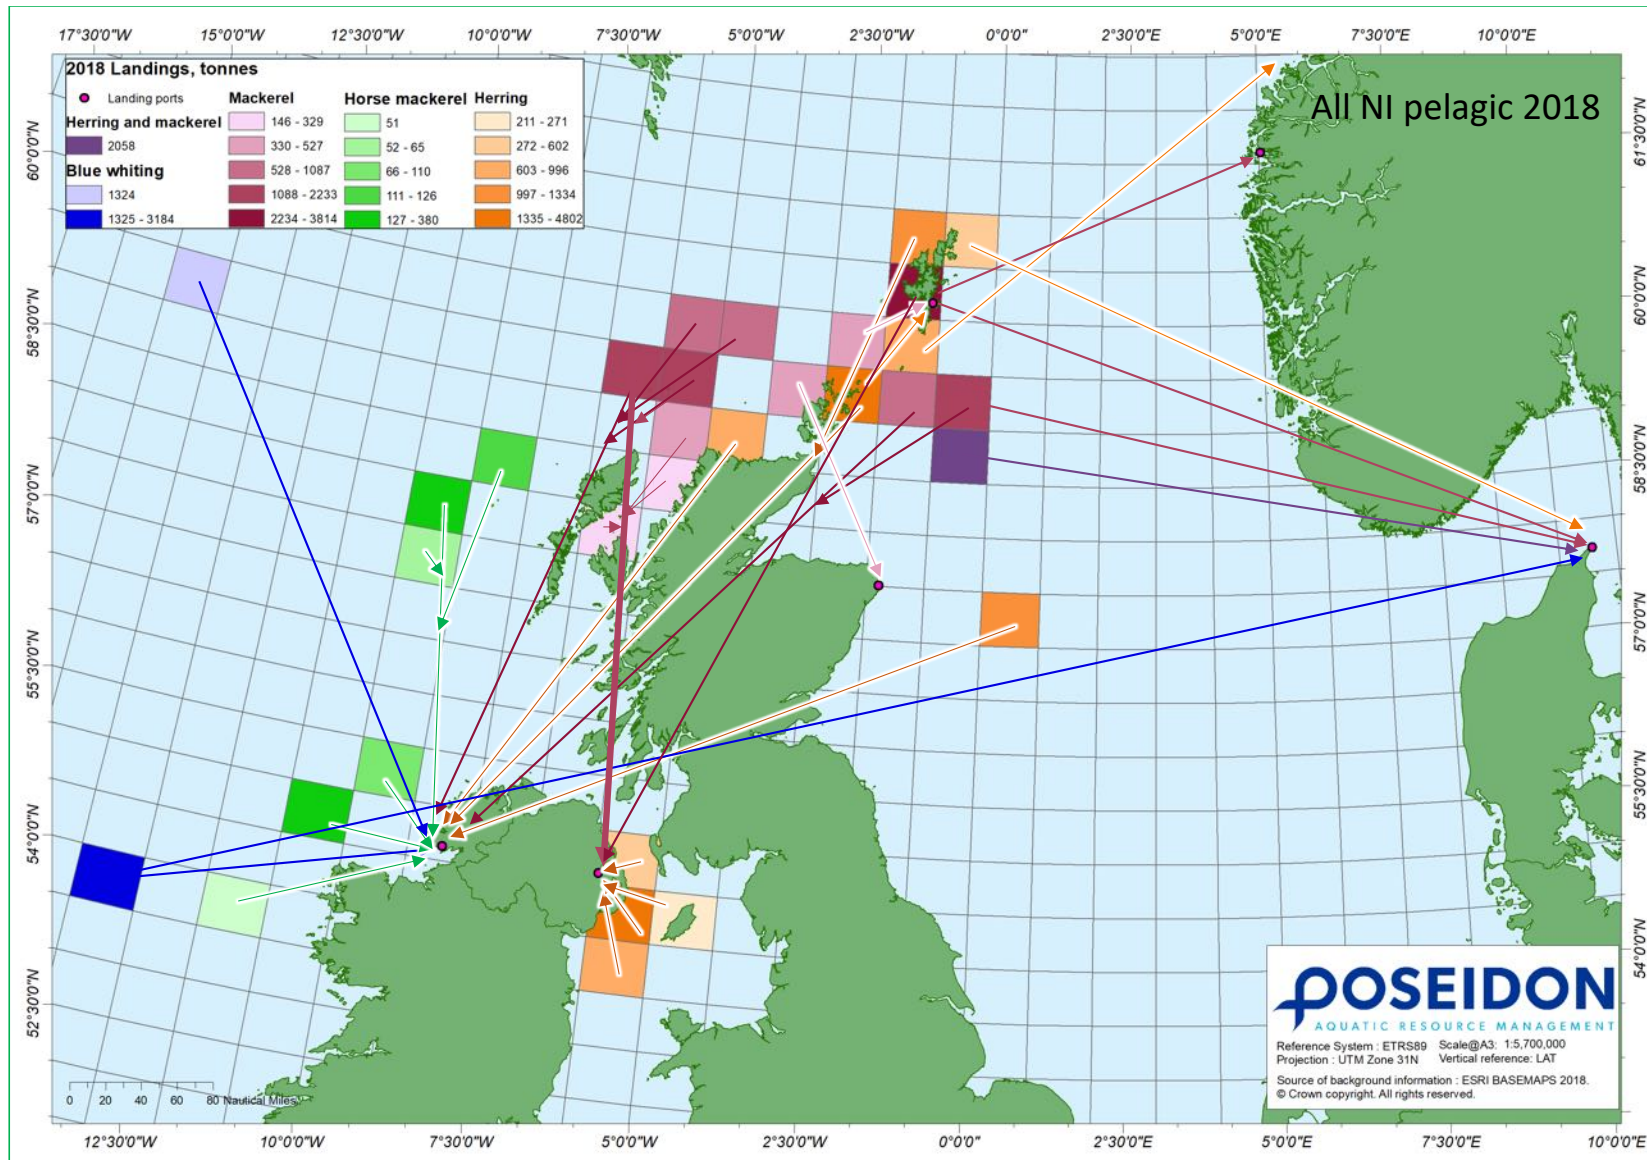 17°30'0"W 15°0'0"W 12°30'0"W 10°0'0"W 7°30'0"W 5°0'0"W 2°30'0"W 0°0'0" 5°0'0"E 7°30'0"E 10°0'0"E
2018 Landings, tonnes
Landing ports
Herring and mackerel
2058
Blue whiting
1324
1325 - 3184
Mackerel
146 - 329
330 - 527
528 - 1087
1088 - 2233
2234 - 3814
Horse mackerel
51
52 - 65
66 - 110
111 - 126
127 - 380
Herring
211 - 271
272 - 602
603 - 996
997 - 1334
1335 - 4802
All NI pelagic 2018
60°0'0"N
58°30'0"N
57°0'0"N
55°30'0"N
54°0'0"N
52°30'0"N
61°30'0"N
60°0'0"N
58°30'0"N
57°0'0"N
55°30'0"N
54°0'0"N
POSEIDON
AQUATIC RESOURCE MANAGEMENT
Reference System : ETRS89 Scale@A3: 1:5,700,000
Projection : UTM Zone 31N Vertical reference: LAT
Source of background information : ESRI BASEMAPS 2018.
© Crown copyright. All rights reserved.
0 20 40 60 80 Nautical Miles
12°30'0"W 10°0'0"W 7°30'0"W 5°0'0"W 2°30'0"W 0°0'0" 2°30'0"E 5°0'0"E 7°30'0"E 10°0'0"E